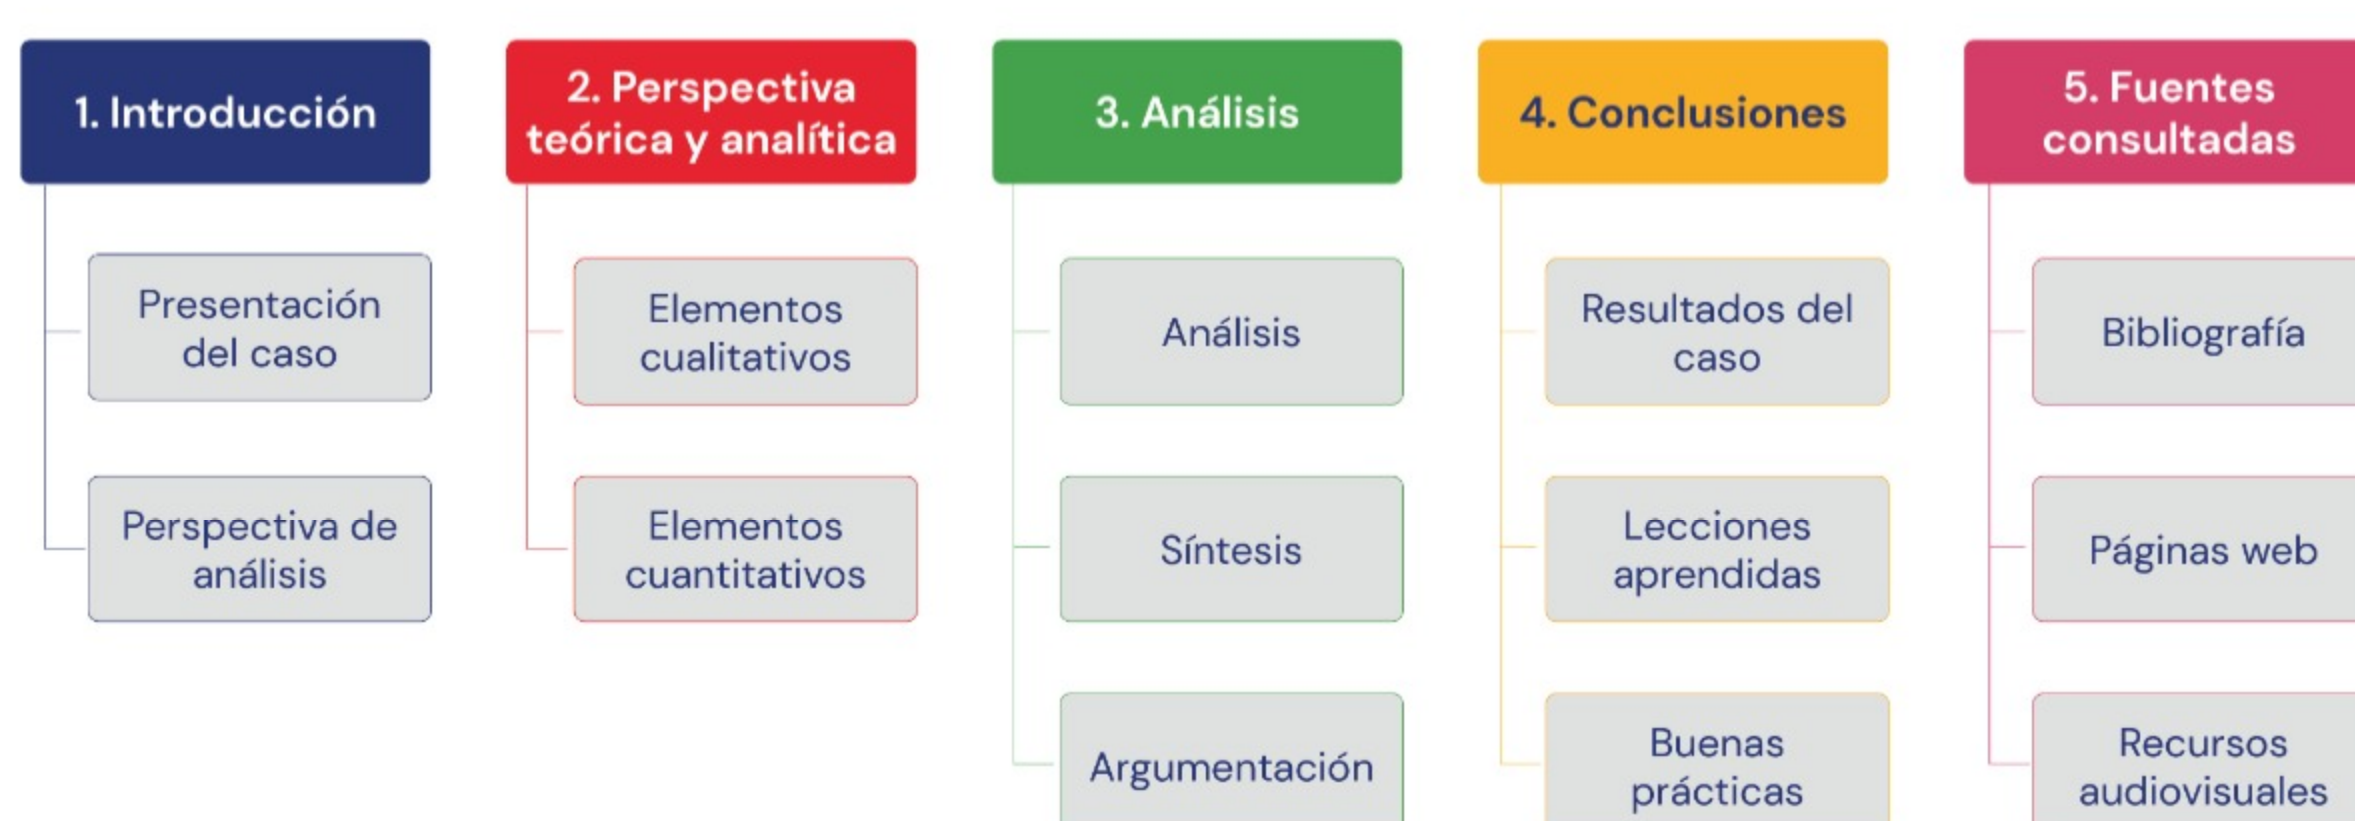 1. Introducción
Presentación
del caso
Perspectiva de
análisis
2. Perspectiva
teórica y analítica
Elementos
cualitativos
Elementos
cuantitativos
3. Análisis
Análisis
Síntesis
Argumentación
4. Conclusiones
Resultados del
caso
Lecciones
aprendidas
Buenas
prácticas
5. Fuentes
consultadas
Bibliografía
Páginas web
Recursos
audiovisuales